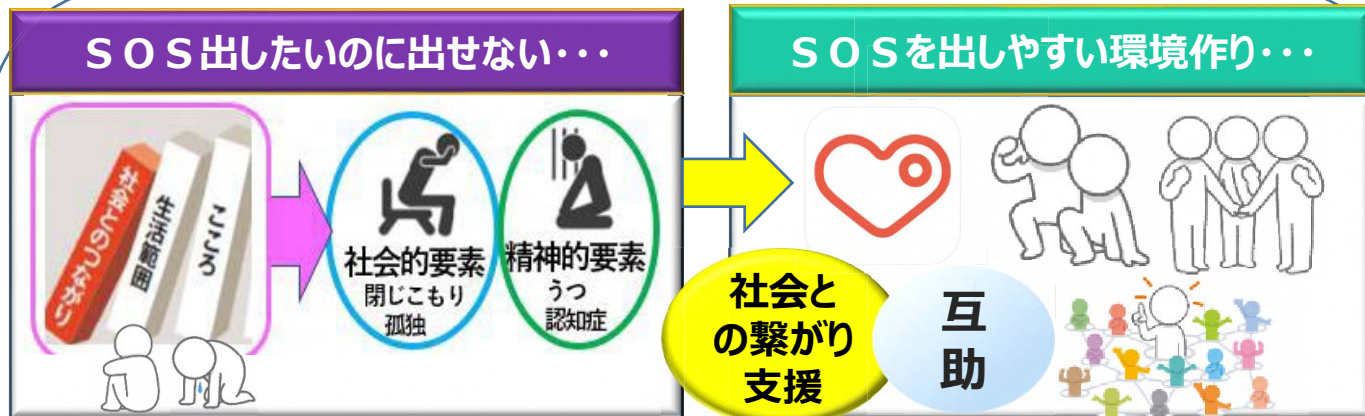 ＳＯＳ出したいのに出せない･･･
社会とのつながり
生活範囲
こころ
社会的要素
閉じこもり
孤独
精神的要素
うつ
認知症
ＳＯＳを出しやすい環境作り･･･
社会と
の繋がり
支援
互
助